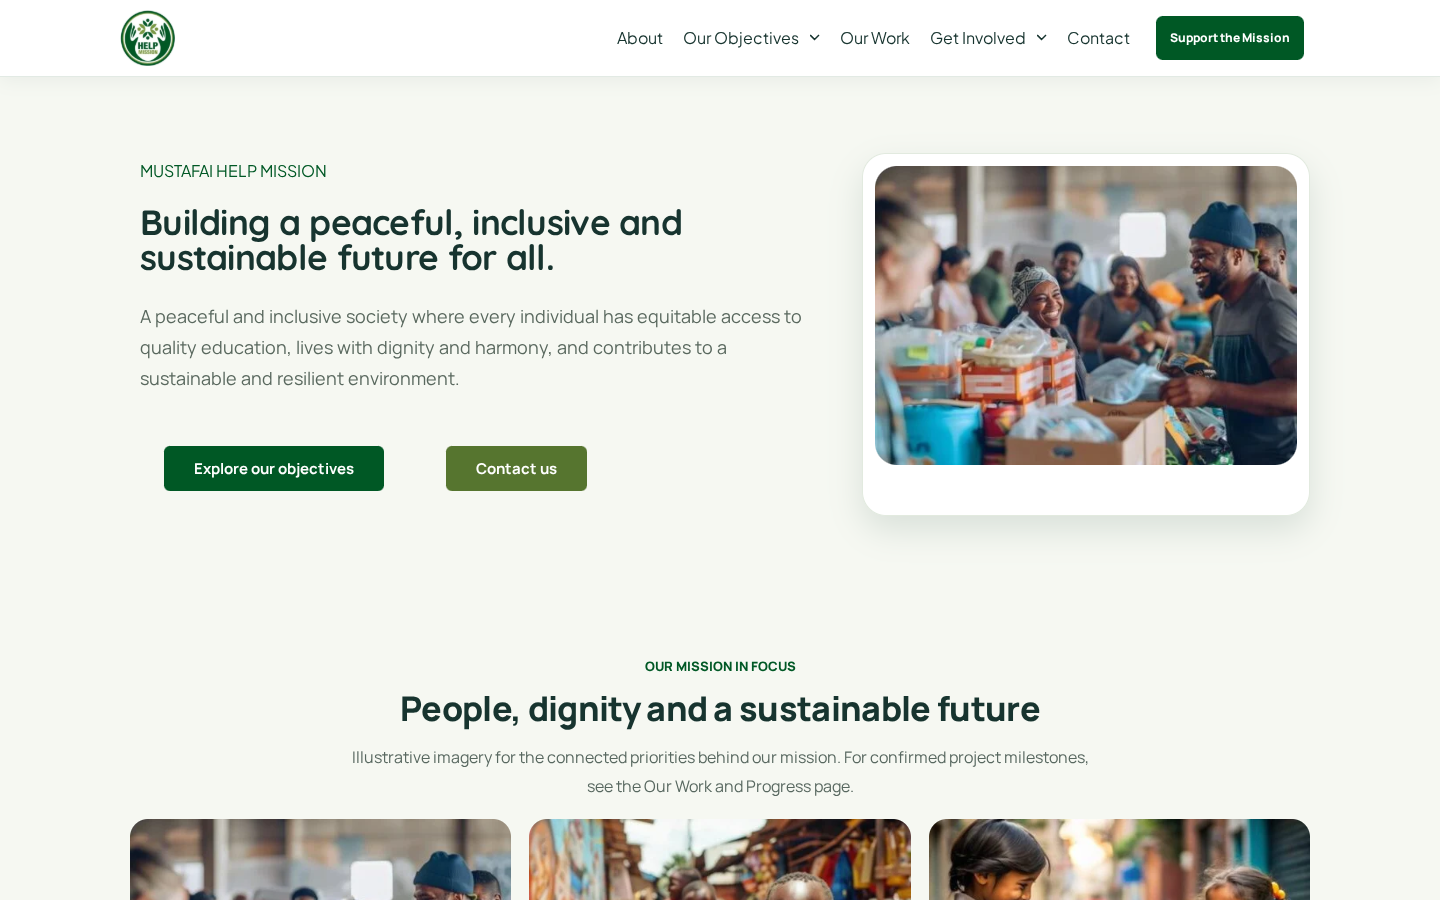 HELP
MISSION
About
Our Objectives
Our Work
Get Involved
Contact
Support the Mission
MUSTAFAI HELP MISSION
Building a peaceful, inclusive and
sustainable future for all.
A peaceful and inclusive society where every individual has equitable access to
quality education, lives with dignity and harmony, and contributes to a
sustainable and resilient environment.
Explore our objectives
Contact us
OUR MISSION IN FOCUS
People, dignity and a sustainable future
Illustrative imagery for the connected priorities behind our mission. For confirmed project milestones,
see the Our Work and Progress page.